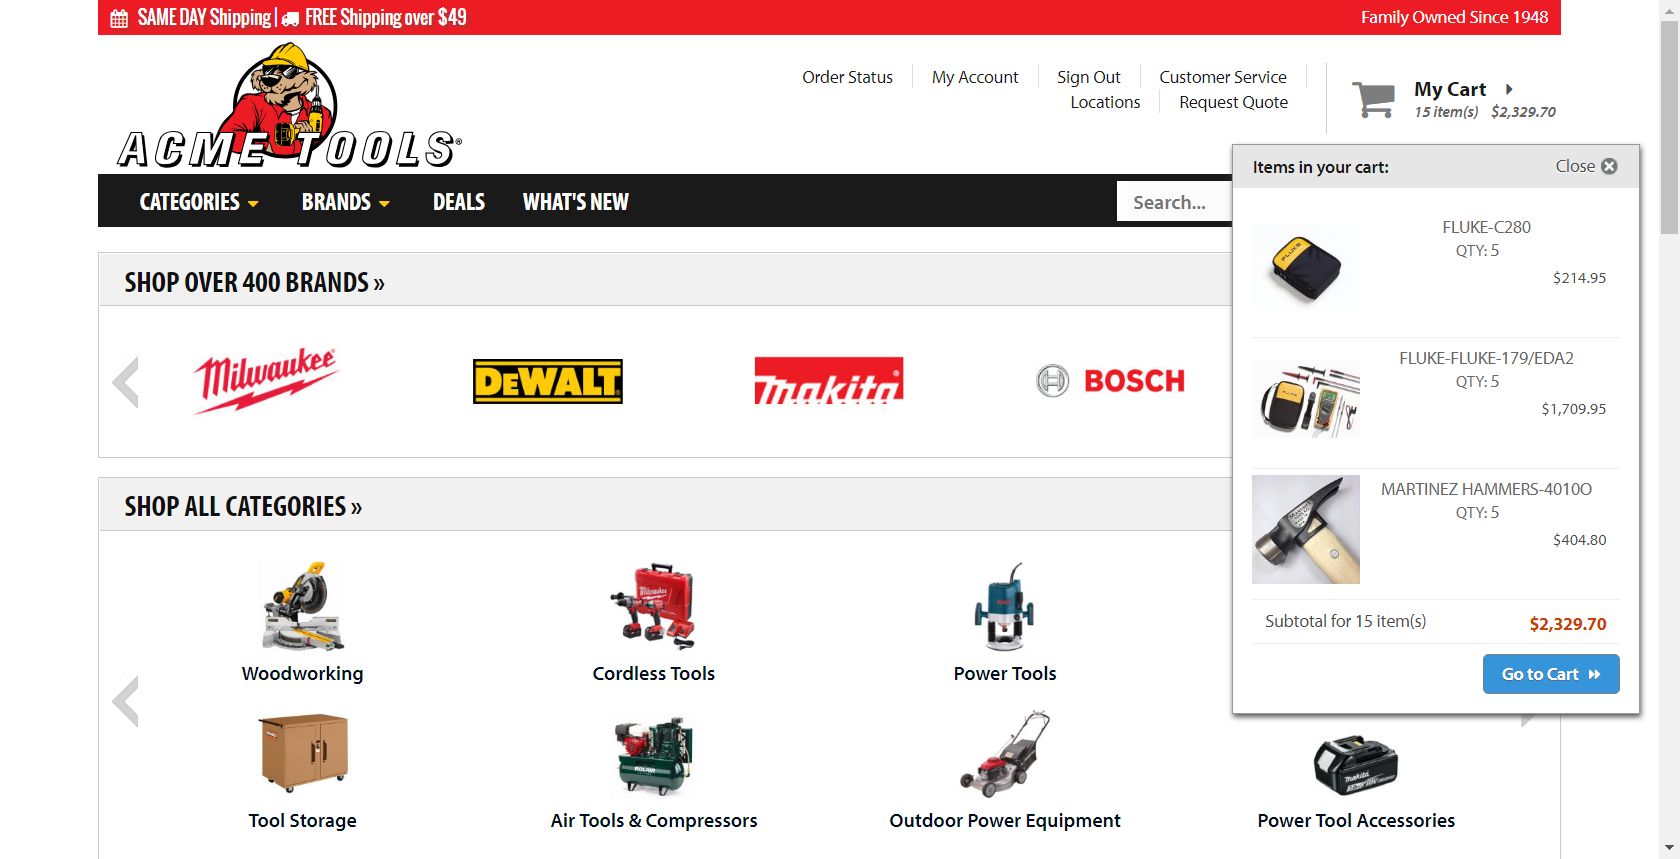 SAME DAY Shipping | FREE Shipping over $49
Family Owned Since 1948
ACME TOOLS®
Order Status
My Account
Sign Out
Customer Service
Locations
Request Quote
My Cart
15 item(s) $2,329.70
CATEGORIES
BRANDS
DEALS
WHAT'S NEW
Search...
Items in your cart:
Close
FLUKE-C280
QTY: 5
$214.95
FLUKE-FLUKE-179/EDA2
QTY: 5
$1,709.95
MARTINEZ HAMMERS-4010O
QTY: 5
$404.80
Subtotal for 15 item(s)
$2,329.70
Go to Cart
SHOP OVER 400 BRANDS »
Milwaukee
DEWALT
makita®
BOSCH
SHOP ALL CATEGORIES »
Woodworking
Cordless Tools
Power Tools
Tool Storage
Air Tools & Compressors
Outdoor Power Equipment
Power Tool Accessories